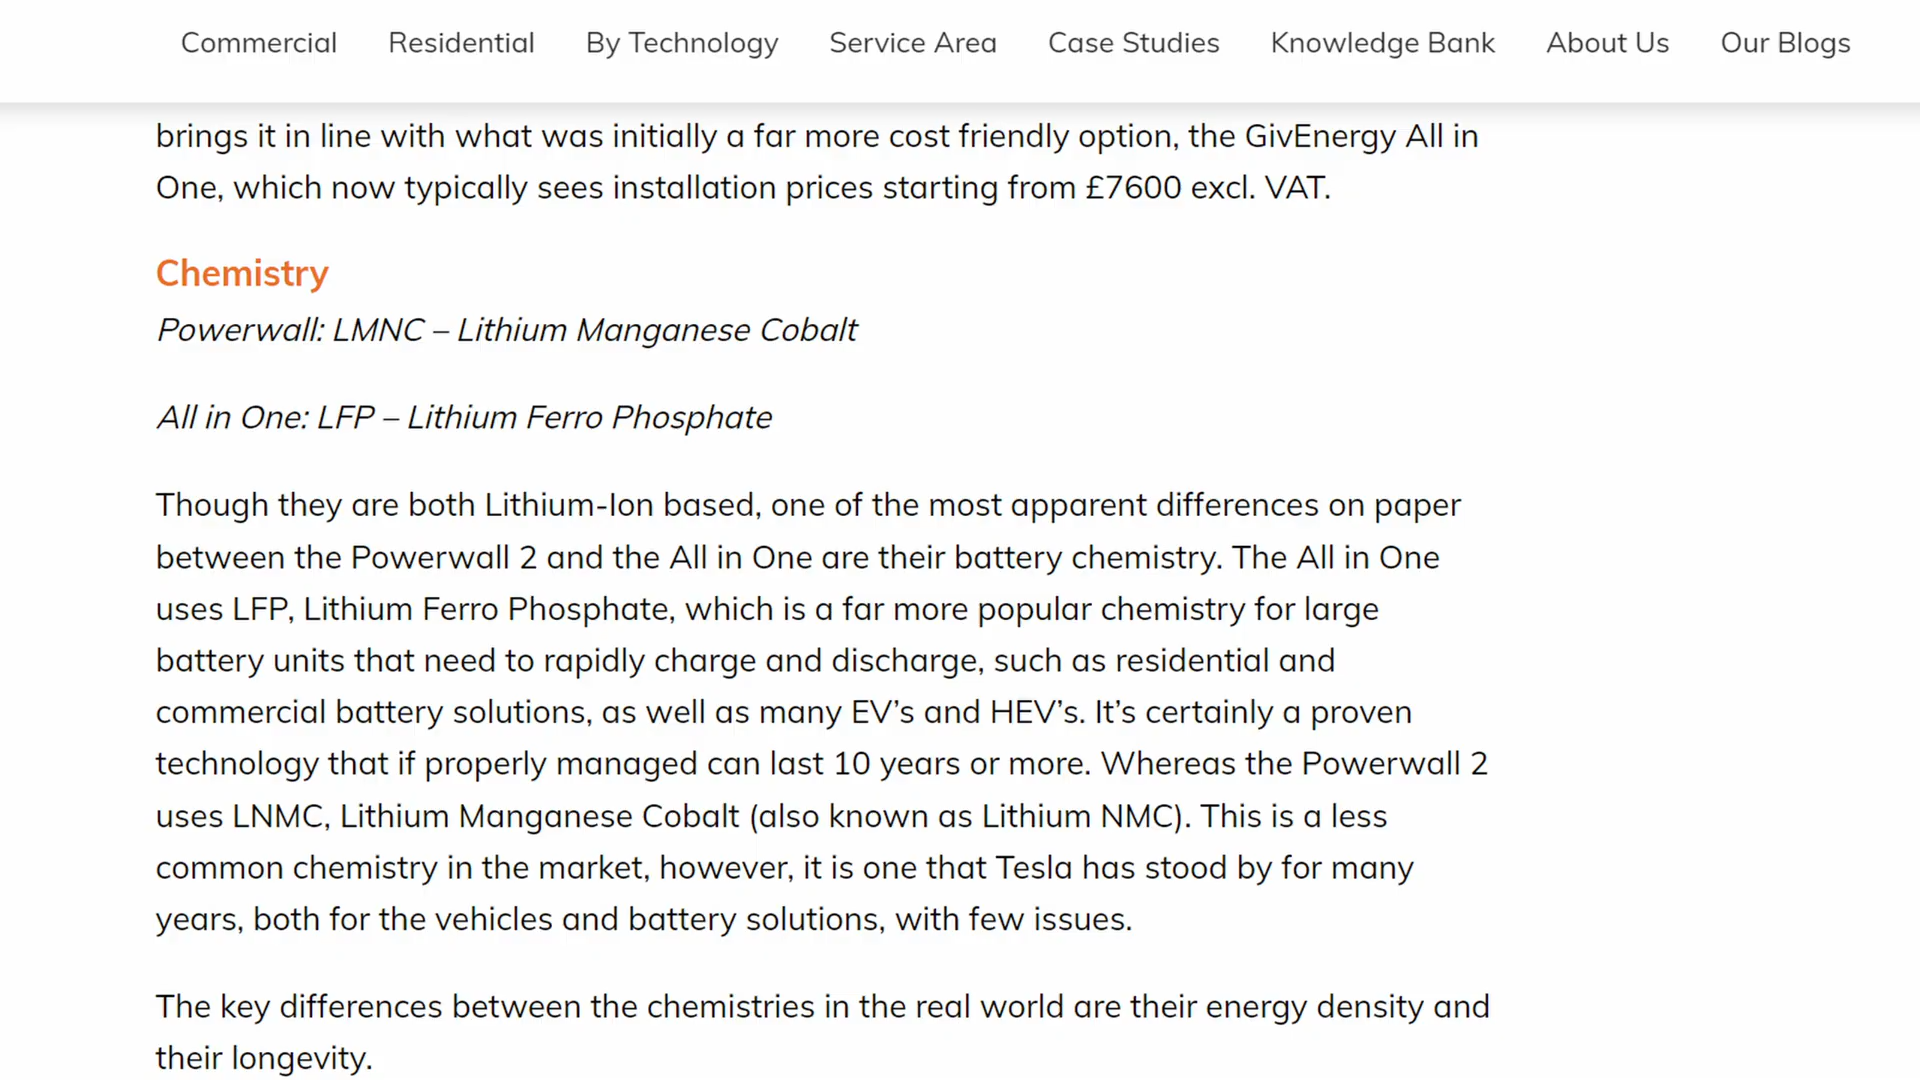 Commercial Residential By Technology Service Area Case Studies Knowledge Bank About Us Our Blogs
brings it in line with what was initially a far more cost friendly option, the GivEnergy All in
One, which now typically sees installation prices starting from £7600 excl. VAT.
Chemistry
Powerwall: LMNC – Lithium Manganese Cobalt
All in One: LFP – Lithium Ferro Phosphate
Though they are both Lithium-Ion based, one of the most apparent differences on paper
between the Powerwall 2 and the All in One are their battery chemistry. The All in One
uses LFP, Lithium Ferro Phosphate, which is a far more popular chemistry for large
battery units that need to rapidly charge and discharge, such as residential and
commercial battery solutions, as well as many EV’s and HEV’s. It’s certainly a proven
technology that if properly managed can last 10 years or more. Whereas the Powerwall 2
uses LNMC, Lithium Manganese Cobalt (also known as Lithium NMC). This is a less
common chemistry in the market, however, it is one that Tesla has stood by for many
years, both for the vehicles and battery solutions, with few issues.
The key differences between the chemistries in the real world are their energy density and
their longevity.